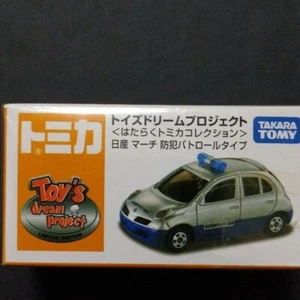 トミカ
トイズドリームプロジェクト
＜はたらくトミカコレクション＞
日産 マーチ 防犯パトロールタイプ
TAKARA
TOMY
Toy's
dream project
LIMITED EDITION